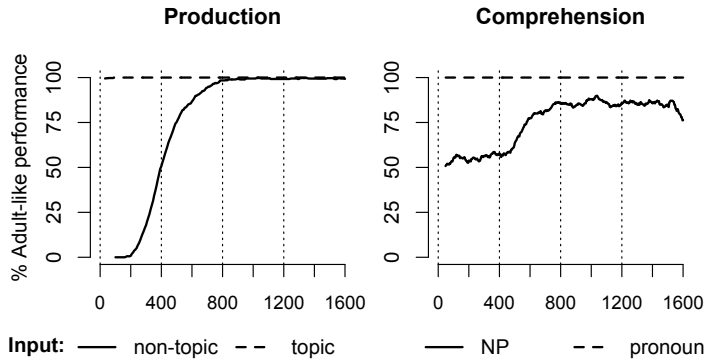 Production
Comprehension
% Adult-like performance
100
75
50
25
0
0 400 800 1200 1600
100
75
50
25
0
0 400 800 1200 1600
Input: non-topic topic NP pronoun